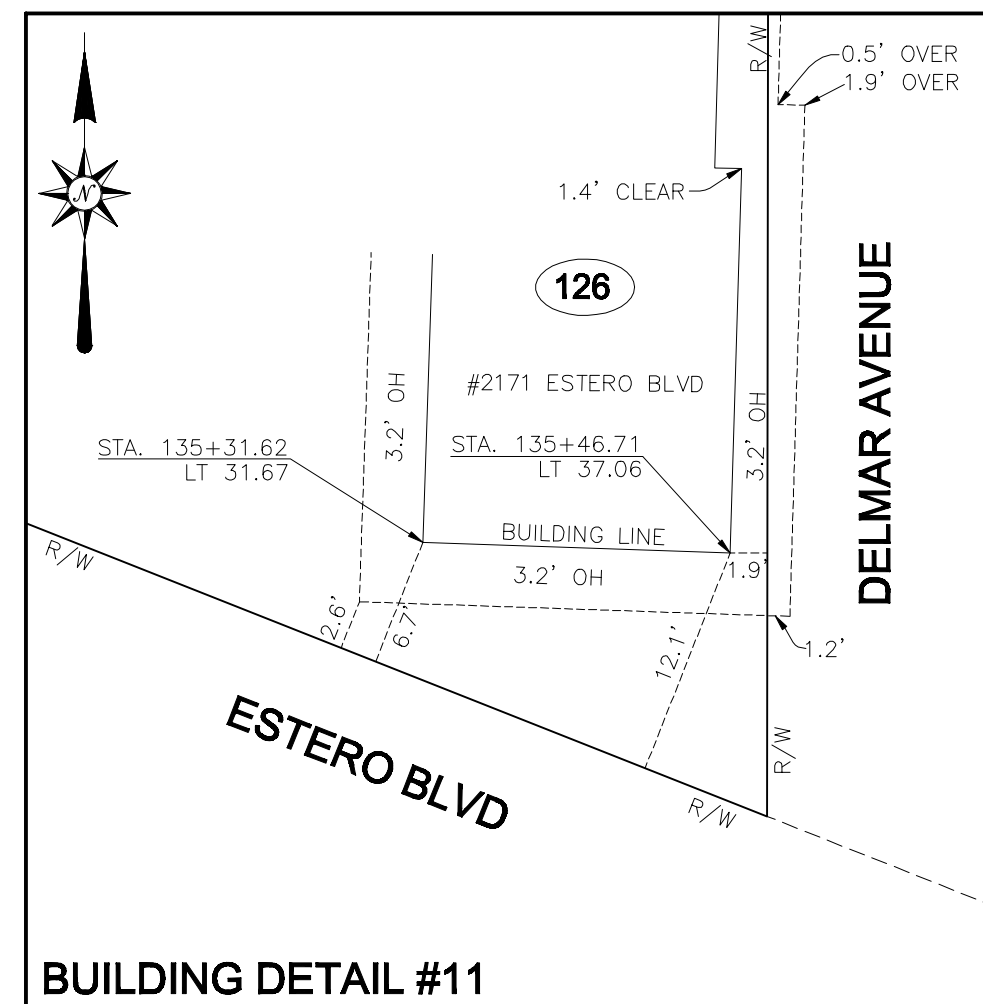 R/W
0.5' OVER
1.9' OVER
N
1.4' CLEAR
126
DELMAR AVENUE
#2171 ESTERO BLVD
3.2' OH
3.2' OH
STA. 135+31.62
LT 31.67
STA. 135+46.71
LT 37.06
BUILDING LINE
R/W
3.2' OH
1.9'
2.6'
6.7'
12.1'
1.2'
ESTERO BLVD
R/W
R/W
BUILDING DETAIL #11